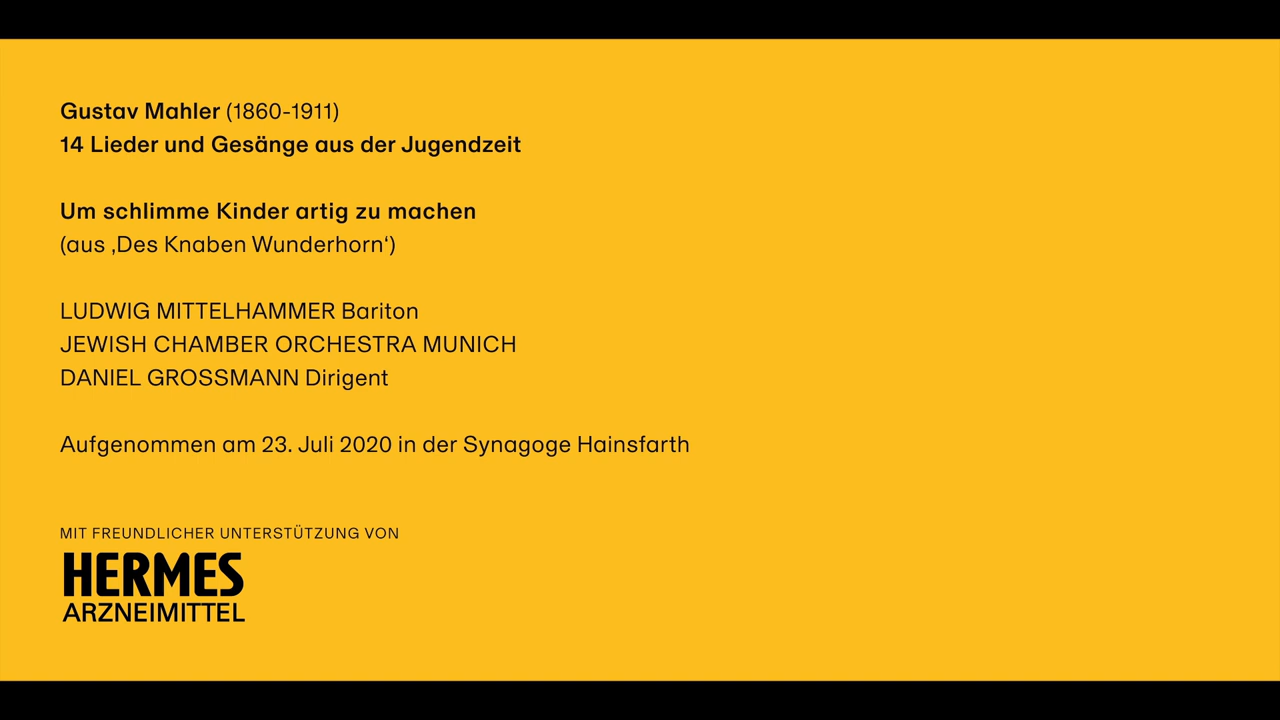 Gustav Mahler (1860-1911)
14 Lieder und Gesänge aus der Jugendzeit
Um schlimme Kinder artig zu machen
(aus ‚Des Knaben Wunderhorn‘)
LUDWIG MITTELHAMMER Bariton
JEWISH CHAMBER ORCHESTRA MUNICH
DANIEL GROSSMANN Dirigent
Aufgenommen am 23. Juli 2020 in der Synagoge Hainsfarth
MIT FREUNDLICHER UNTERSTÜTZUNG VON
HERMES
ARZNEIMITTEL